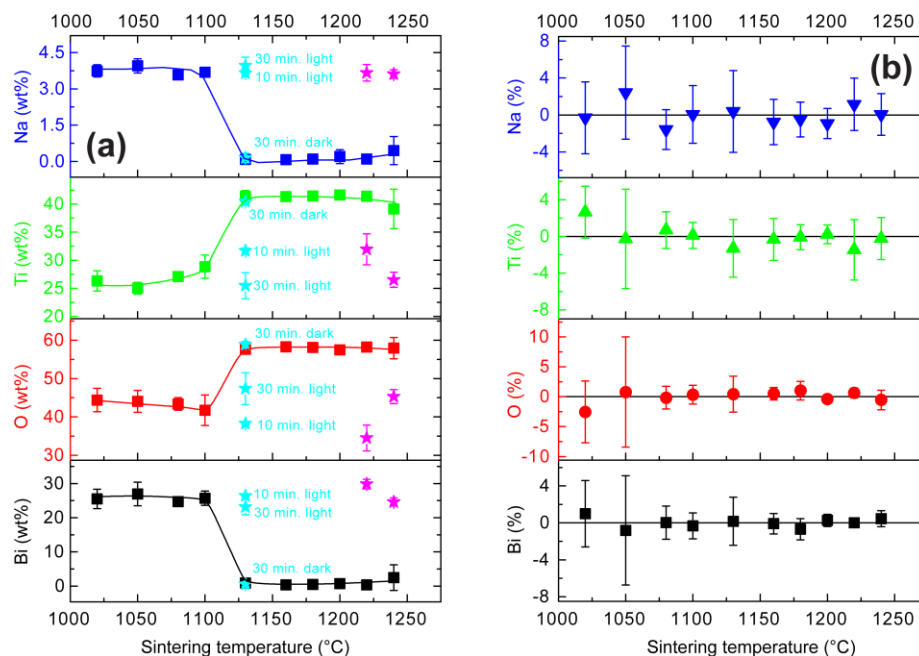 1000 1050 1100 1150 1200 1250
(a)
Na (wt%)
4.5
3.0
1.5
0.0
30 min. light
10 min. light
30 min. dark
Ti (wt%)
40
35
30
25
20
30 min. dark
10 min. light
30 min. light
O (wt%)
60
50
40
30
30 min. dark
30 min. light
10 min. light
Bi (wt%)
30
20
10
0
10 min. light
30 min. light
30 min. dark
1000 1050 1100 1150 1200 1250
Sintering temperature (°C)
1000 1050 1100 1150 1200 1250
(b)
Na (%)
8
4
0
-4
Ti (%)
4
0
-4
-8
O (%)
10
5
0
-5
-10
Bi (%)
4
0
-4
-8
1000 1050 1100 1150 1200 1250
Sintering temperature (°C)